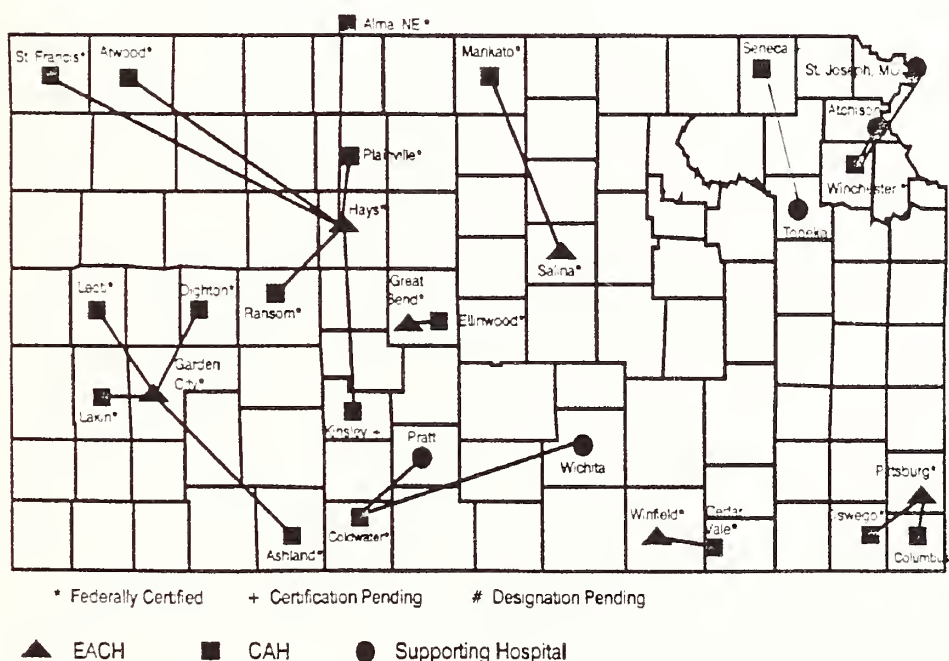 Alma, NE*
St. Francis*
Atwood*
Mankato*
Seneca +
St. Joseph, MO
Atchison
Plainville*
Winchester*
Hays*
Topeka
Salina*
Leoti*
Dighton*
Ransom*
Great
Bend*
Ellinwood*
Garden
City*
Lakin*
Kinsley +
Pratt
Wichita
Pittsburg*
Ashland*
Coldwater*
Winfield*
Cedar
Vale*
Oswego*
Columbus
* Federally Certified + Certification Pending # Designation Pending
EACH CAH Supporting Hospital